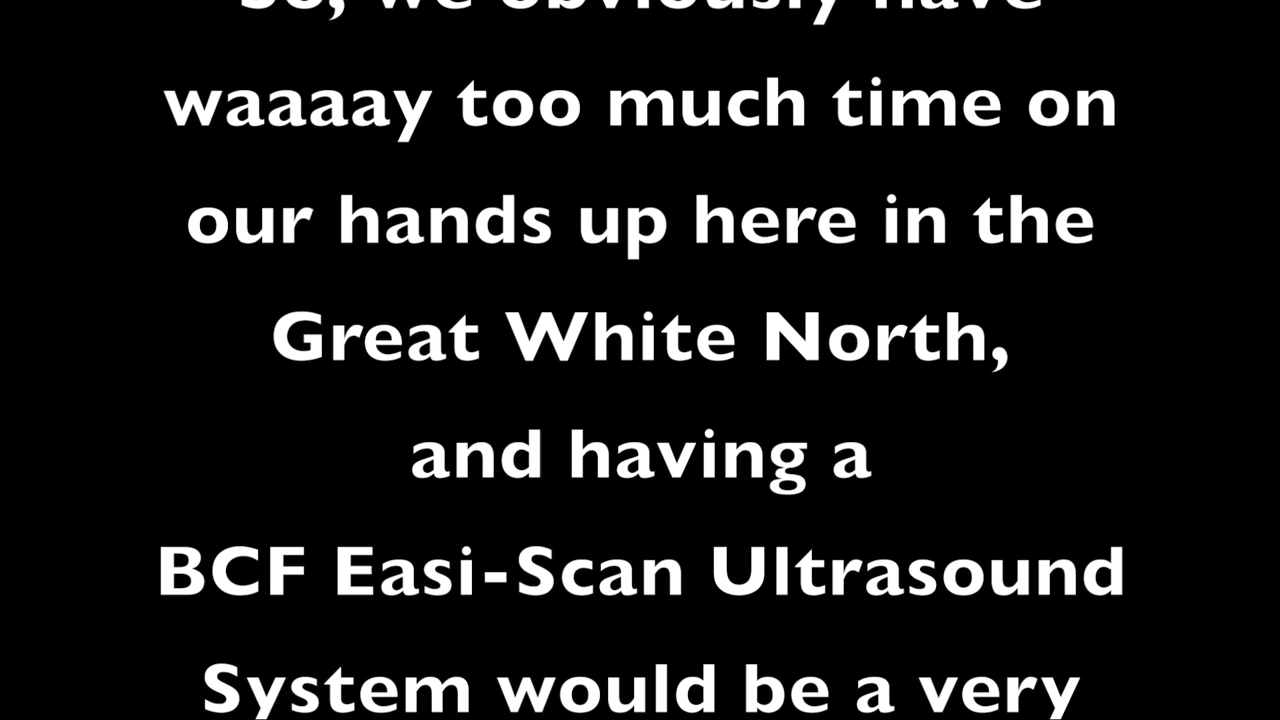 So, we obviously have
waaaay too much time on
our hands up here in the
Great White North,
and having a
BCF Easi-Scan Ultrasound
System would be a very